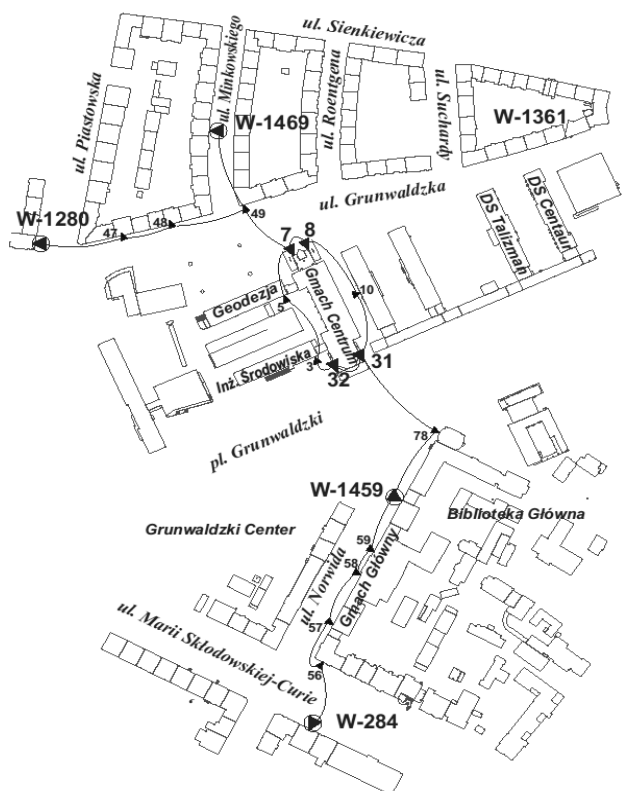 ul. Sienkiewicza
ul. Minkowskiego
ul. Roentgena
ul. Piastowska
ul. Suchardy
W-1469
W-1361
ul. Grunwaldzka
DS Centaur
DS Talizman
W-1280
47
48
49
7
8
10
Geodezja
5
Gmach Centrum
Inż Środowiska
3
32
31
pl. Grunwaldzki
78
W-1459
Biblioteka Główna
Grunwaldzki Center
59
58
ul. Norwida
Gmach Główny
57
56
ul. Marii Skłodowskiej-Curie
W-284